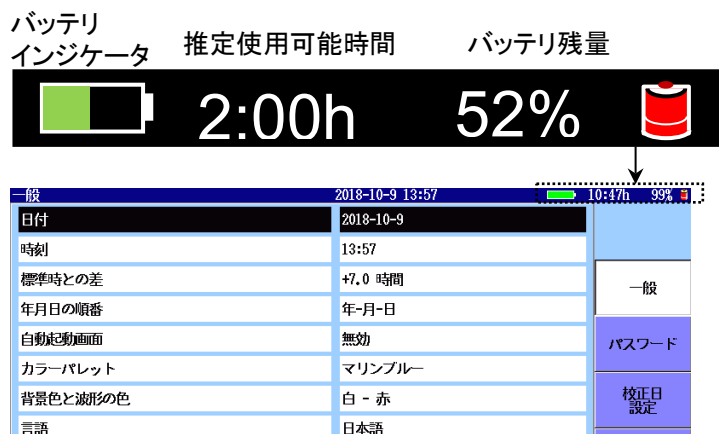 バッテリ
インジケータ
推定使用可能時間
バッテリ残量
2:00h
52%
一般 2018-10-9 13:57 10:47h 99%
日付 2018-10-9
時刻 13:57
標準時との差 +7.0 時間
年月日の順番 年-月-日
自動起動画面 無効
カラーパレット マリンブルー
背景色と波形の色 白 - 赤
言語 日本語
一般
パスワード
校正日
設定